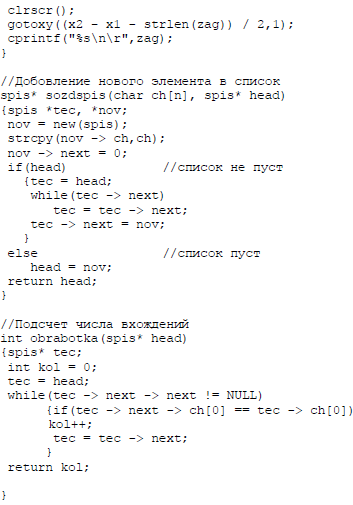 clrscr();
gotoxy((x2 - x1 - strlen(zag)) / 2,1);
cprintf("%s\n\r",zag);
}
//Добовление нового элемента в список
spis* sozdspis(char ch[n], spis* head)
{spis *tec, *nov;
nov = new(spis);
strcpy(nov -> ch,ch);
nov -> next = 0;
if(head) //список не пуст
{tec = head;
while(tec -> next)
tec = tec -> next;
tec -> next = nov;
}
else //список пуст
head = nov;
return head;
}
//Подсчет числа вхождений
int obrabotka(spis* head)
{spis* tec;
int kol = 0;
tec = head;
while(tec -> next -> next != NULL)
{if(tec -> next -> ch[0] == tec -> ch[0])
kol++;
tec = tec -> next;
}
return kol;
}